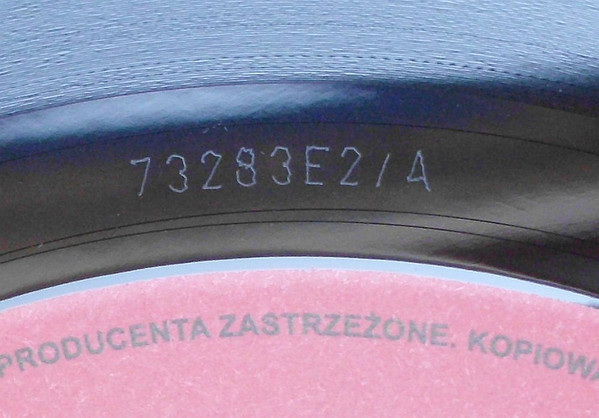 73283E2/A
PRODUCENTA ZASTRZEŻONE. KOPIOWA